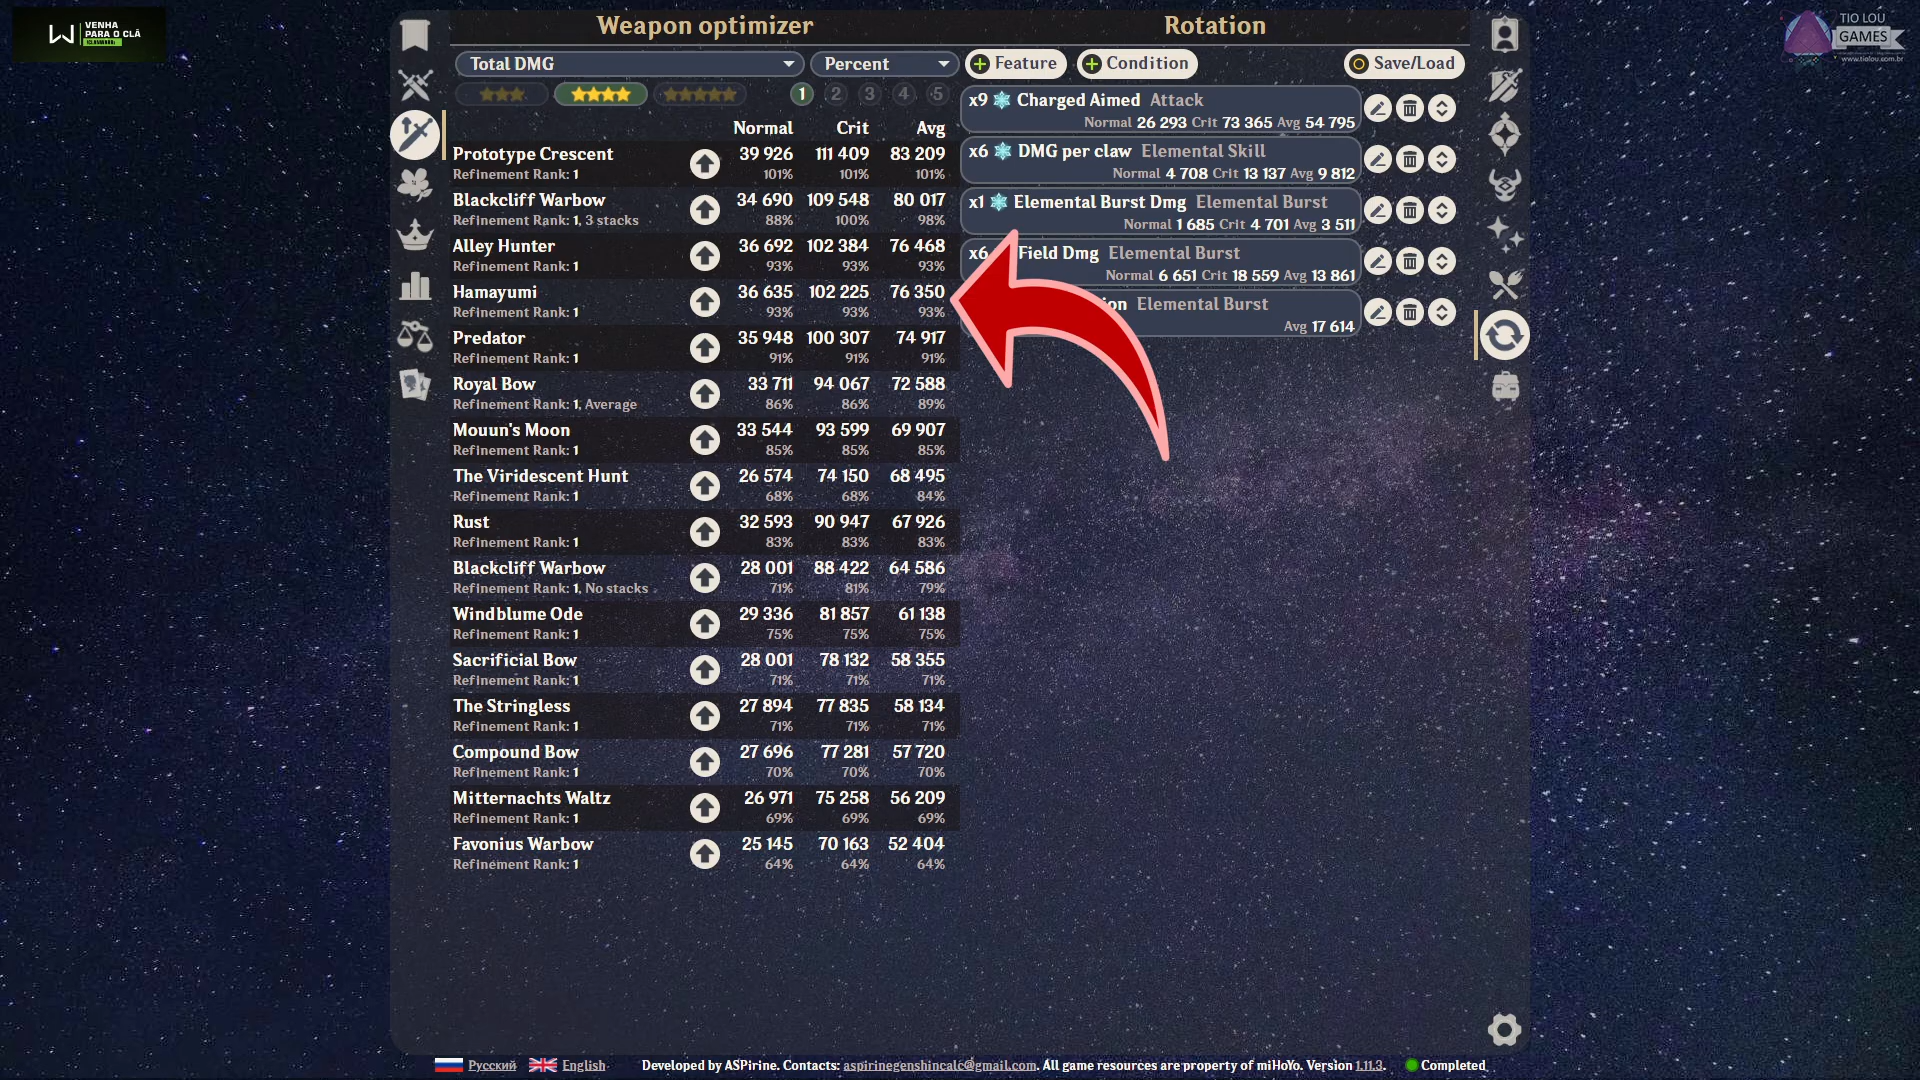 VENHA
PARA O CLÃ
TIO LOU
GAMES
www.tiolou.com.br
Weapon optimizer
Rotation
Total DMG
Percent
Feature
Condition
Save/Load
1 2 3 4 5
Normal Crit Avg
Prototype Crescent 39 926 111 409 83 209
Refinement Rank: 1 101% 101% 101%
Blackcliff Warbow 34 690 109 548 80 017
Refinement Rank: 1, 3 stacks 88% 100% 98%
Alley Hunter 36 692 102 384 76 468
Refinement Rank: 1 93% 93% 93%
Hamayumi 36 635 102 225 76 350
Refinement Rank: 1 93% 93% 93%
Predator 35 948 100 307 74 917
Refinement Rank: 1 91% 91% 91%
Royal Bow 33 711 94 067 72 588
Refinement Rank: 1, Average 86% 86% 89%
Mouun's Moon 33 544 93 599 69 907
Refinement Rank: 1 85% 85% 85%
The Viridescent Hunt 26 574 74 150 68 495
Refinement Rank: 1 68% 68% 84%
Rust 32 593 90 947 67 926
Refinement Rank: 1 83% 83% 83%
Blackcliff Warbow 28 001 88 422 64 586
Refinement Rank: 1, No stacks 71% 81% 79%
Windblume Ode 29 336 81 857 61 138
Refinement Rank: 1 75% 75% 75%
Sacrificial Bow 28 001 78 132 58 355
Refinement Rank: 1 71% 71% 71%
The Stringless 27 894 77 835 58 134
Refinement Rank: 1 71% 71% 71%
Compound Bow 27 696 77 281 57 720
Refinement Rank: 1 70% 70% 70%
Mitternachts Waltz 26 971 75 258 56 209
Refinement Rank: 1 69% 69% 69%
Favonius Warbow 25 145 70 163 52 404
Refinement Rank: 1 64% 64% 64%
x9 Charged Aimed Attack
Normal 26 293 Crit 73 365 Avg 54 795
x6 DMG per claw Elemental Skill
Normal 4 708 Crit 13 137 Avg 9 812
x1 Elemental Burst Dmg Elemental Burst
Normal 1 685 Crit 4 701 Avg 3 511
x6 Field Dmg Elemental Burst
Normal 6 651 Crit 18 559 Avg 13 861
Elemental Burst
Avg 17 614
Русский English Developed by ASPirine. Contacts: aspirinegenshincalc@gmail.com. All game resources are property of miHoYo. Version 1.11.3. Completed